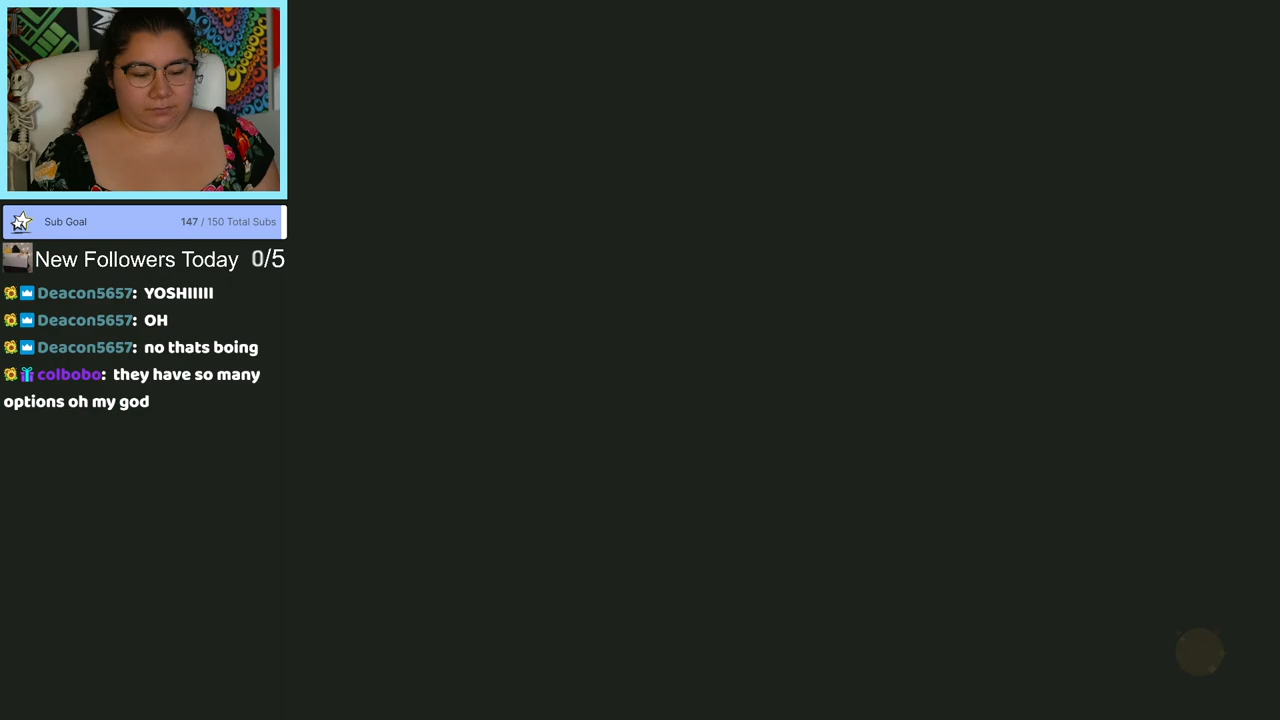 Sub Goal 147 / 150 Total Subs
New Followers Today 0/5
Deacon5657: YOSHIIIII
Deacon5657: OH
Deacon5657: no thats boing
colbobo: they have so many
options oh my god